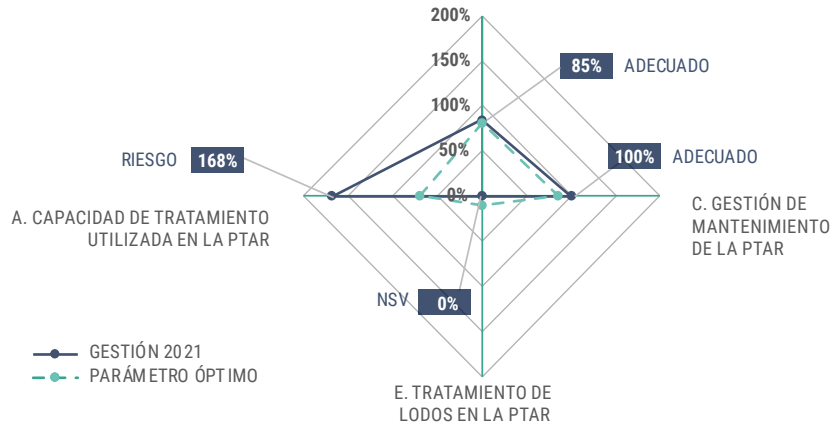 200%
150%
100%
50%
0%
85% ADECUADO
100% ADECUADO
RIESGO 168%
A. CAPACIDAD DE TRATAMIENTO
UTILIZADA EN LA PTAR
C. GESTIÓN DE
MANTENIMIENTO
DE LA PTAR
NSV 0%
GESTIÓN 2021
PARÁMETRO ÓPTIMO
E. TRATAMIENTO DE
LODOS EN LA PTAR